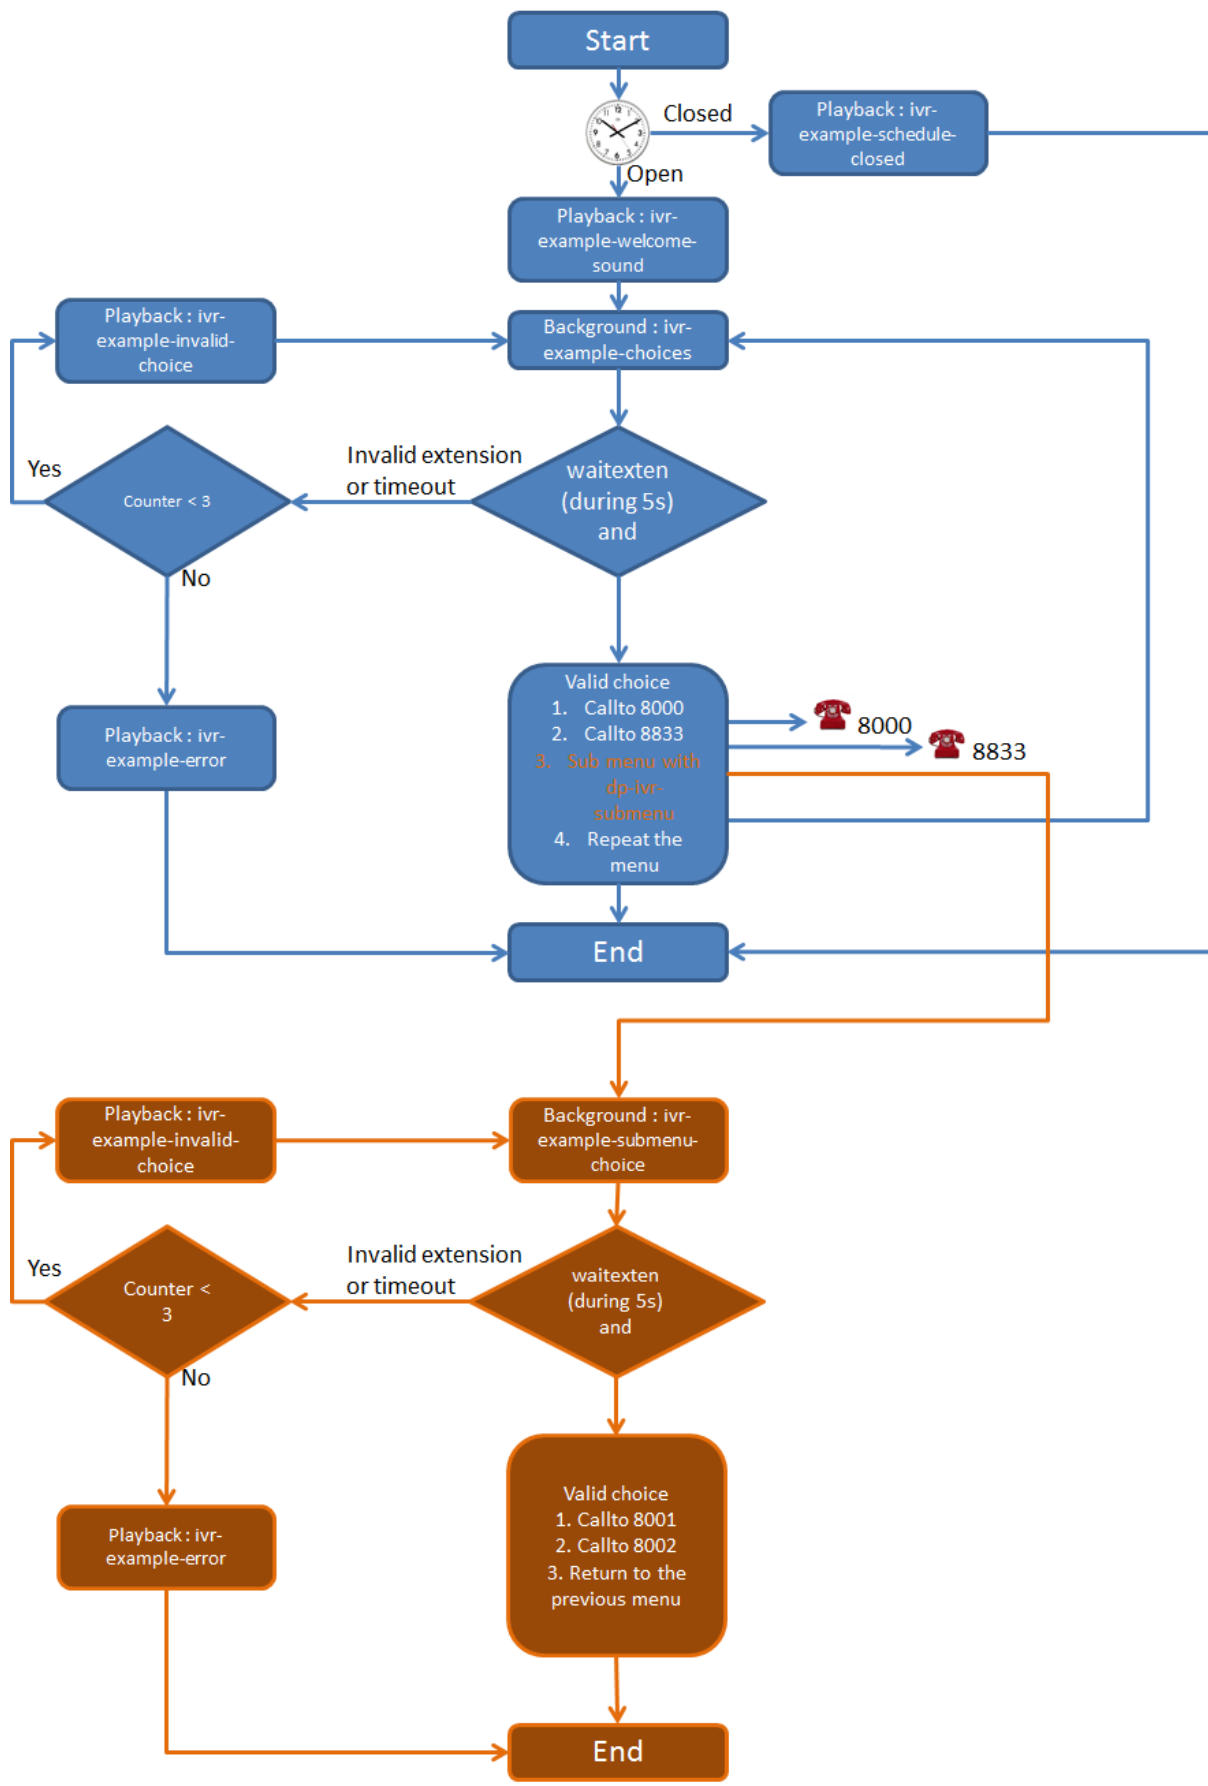 Start
Closed
Playback : ivr-
example-schedule-
closed
Open
Playback : ivr-
example-welcome-
sound
Playback : ivr-
example-invalid-
choice
Background : ivr-
example-choices
Yes
Counter < 3
Invalid extension
or timeout
waitexten
(during 5s)
and
No
Playback : ivr-
example-error
Valid choice
1. Callto 8000
2. Callto 8833
3. Sub menu with
dp-ivr-
submenu
4. Repeat the
menu
8000
8833
End
Playback : ivr-
example-invalid-
choice
Background : ivr-
example-submenu-
choice
Yes
Counter <
3
Invalid extension
or timeout
waitexten
(during 5s)
and
No
Playback : ivr-
example-error
Valid choice
1. Callto 8001
2. Callto 8002
3. Return to the
previous menu
End